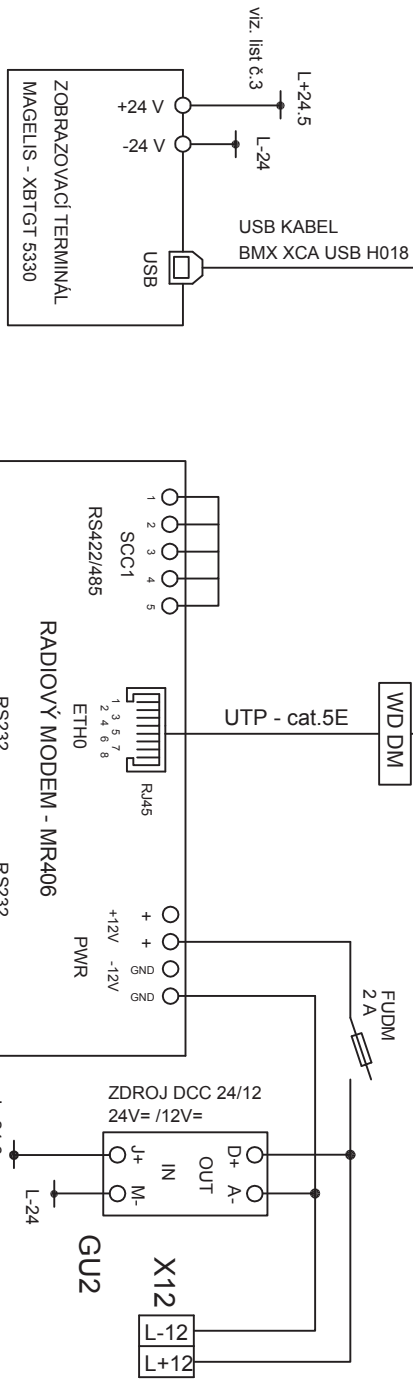 L+24.5
viz. list č.3
L-24
+24 V
-24 V
USB
ZOBRAZOVACÍ TERMINÁL
MAGELIS - XBTGT 5330
USB KABEL
BMX XCA USB H018
1
2
3
4
5
SCC1
RS422/485
RJ45
1 3 5 7
2 4 6 8
ETH0
UTP - cat.5E
WD DM
RADIOVÝ MODEM - MR406
RS232
RS232
+
+
GND
GND
+12V
-12V
PWR
FUDM
2 A
ZDROJ DCC 24/12
24V= /12V=
D+
A-
OUT
IN
J+
M-
L-24
GU2
X12
L-12
L+12